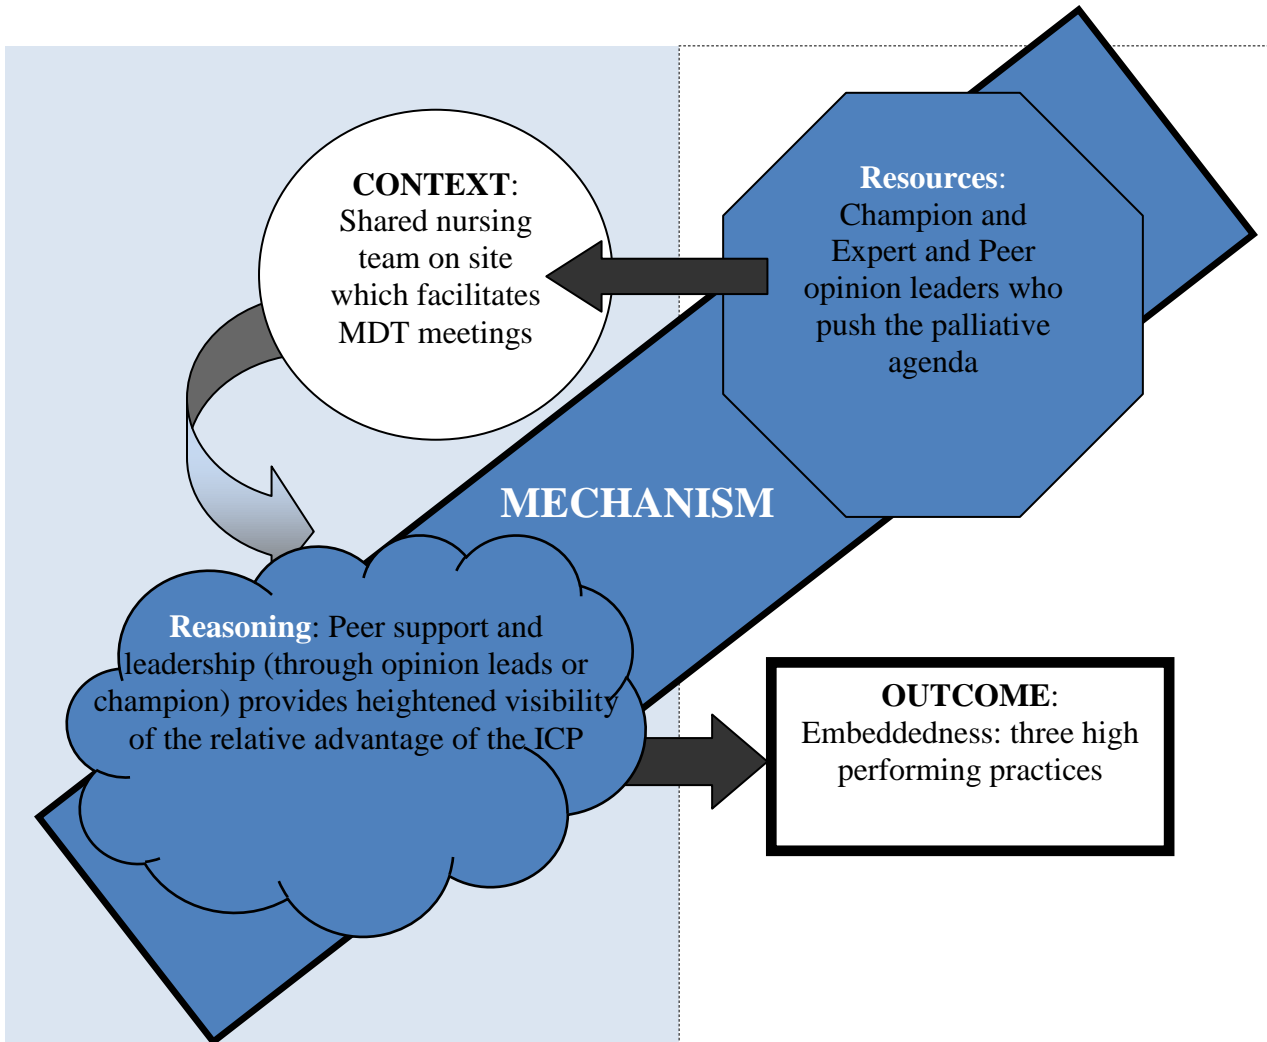 CONTEXT:
Shared nursing
team on site
which facilitates
MDT meetings
Resources:
Champion and
Expert and Peer
opinion leaders who
push the palliative
agenda
MECHANISM
Reasoning: Peer support and
leadership (through opinion leads or
champion) provides heightened visibility
of the relative advantage of the ICP
OUTCOME:
Embeddedness: three high
performing practices